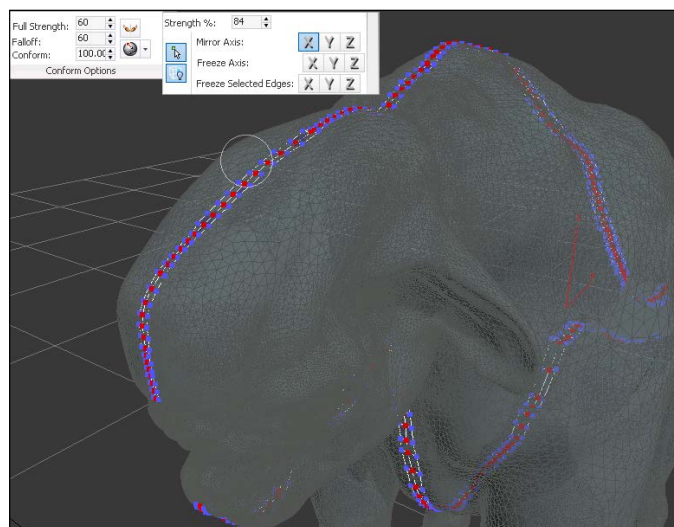 Full Strength: 60
Falloff: 60
Conform: 100.00
Conform Options
Strength %: 84
Mirror Axis: X Y Z
Freeze Axis: X Y Z
Freeze Selected Edges: X Y Z